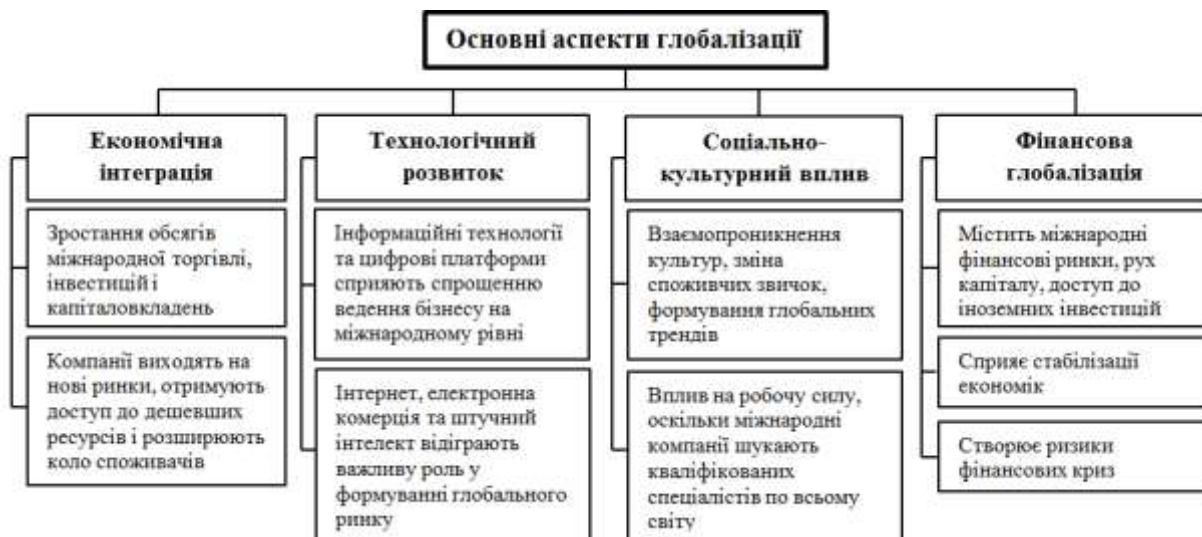 Основні аспекти глобалізації
Економічна
інтеграція
Зростання обсягів
міжнародної торгівлі,
інвестицій і
капіталовкладень
Компанії виходять на
нові ринки, отримують
доступ до дешевших
ресурсів і розширюють
коло споживачів
Технологічний
розвиток
Інформаційні технології
та цифрові платформи
сприяють спрощенню
ведення бізнесу на
міжнародному рівні
Інтернет, електронна
комерція та штучний
інтелект відіграють
важливу роль у
формуванні глобального
ринку
Соціально-
культурний вплив
Взаємопроникнення
культур, зміна
споживчих звичок,
формування глобальних
трендів
Вплив на робочу силу,
оскільки міжнародні
компанії шукають
кваліфікованих
спеціалістів по всьому
світу
Фінансова
глобалізація
Містить міжнародні
фінансові ринки, рух
капіталу, доступ до
іноземних інвестицій
Сприяє стабілізації
економік
Створює ризики
фінансових криз